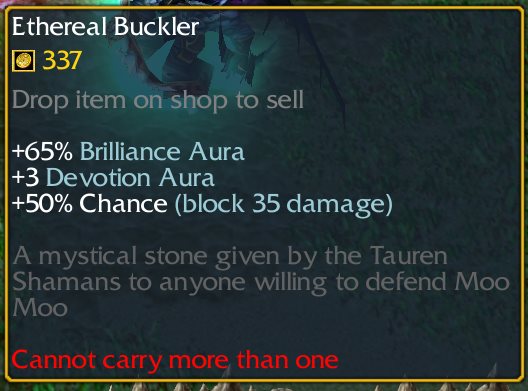 Ethereal Buckler
337
Drop item on shop to sell
+65% Brilliance Aura
+3 Devotion Aura
+50% Chance (block 35 damage)
A mystical stone given by the Tauren
Shamans to anyone willing to defend Moo
Moo
Cannot carry more than one